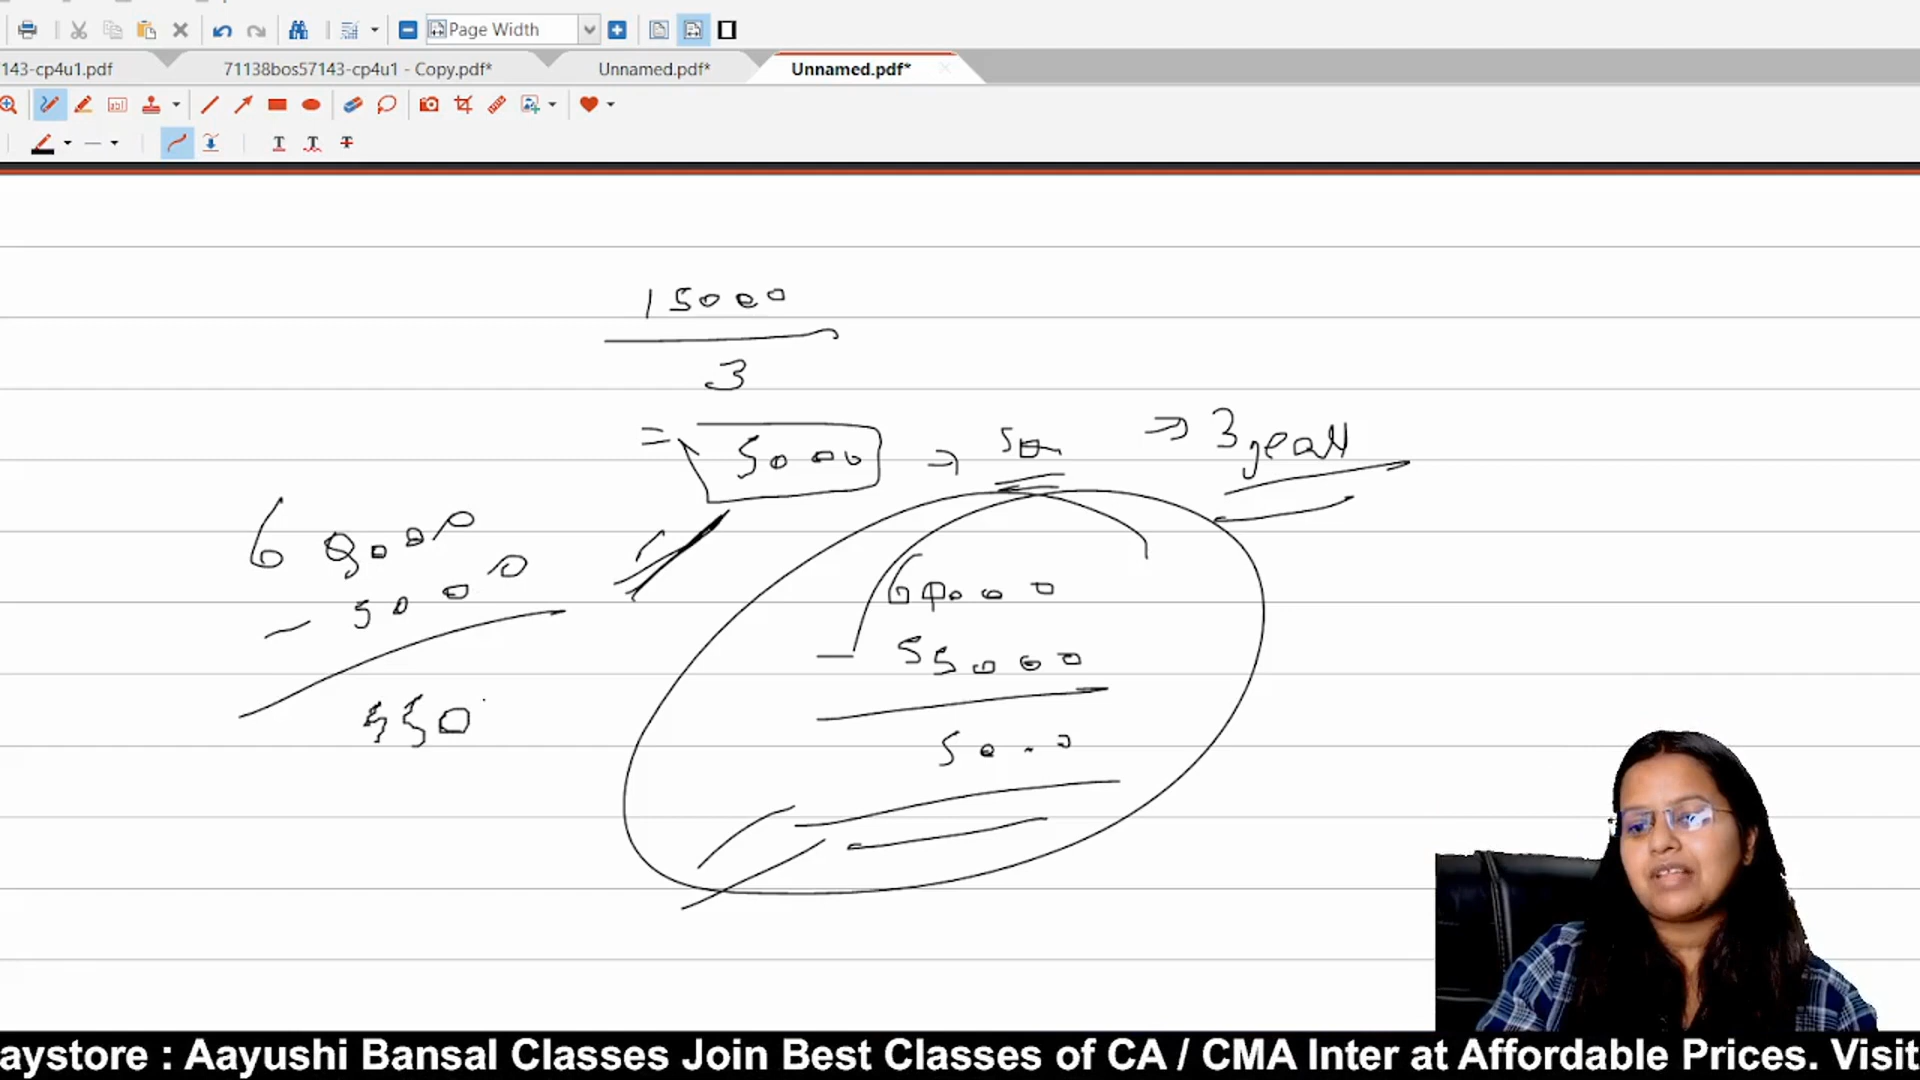 Page Width
143-cp4u1.pdf
71138bos57143-cp4u1 - Copy.pdf*
Unnamed.pdf*
Unnamed.pdf*
15000
3
= 5000
⇒ 3 years
60000
- 5000
550
60000
- 55000
5000
aystore : Aayushi Bansal Classes Join Best Classes of CA / CMA Inter at Affordable Prices. Visit